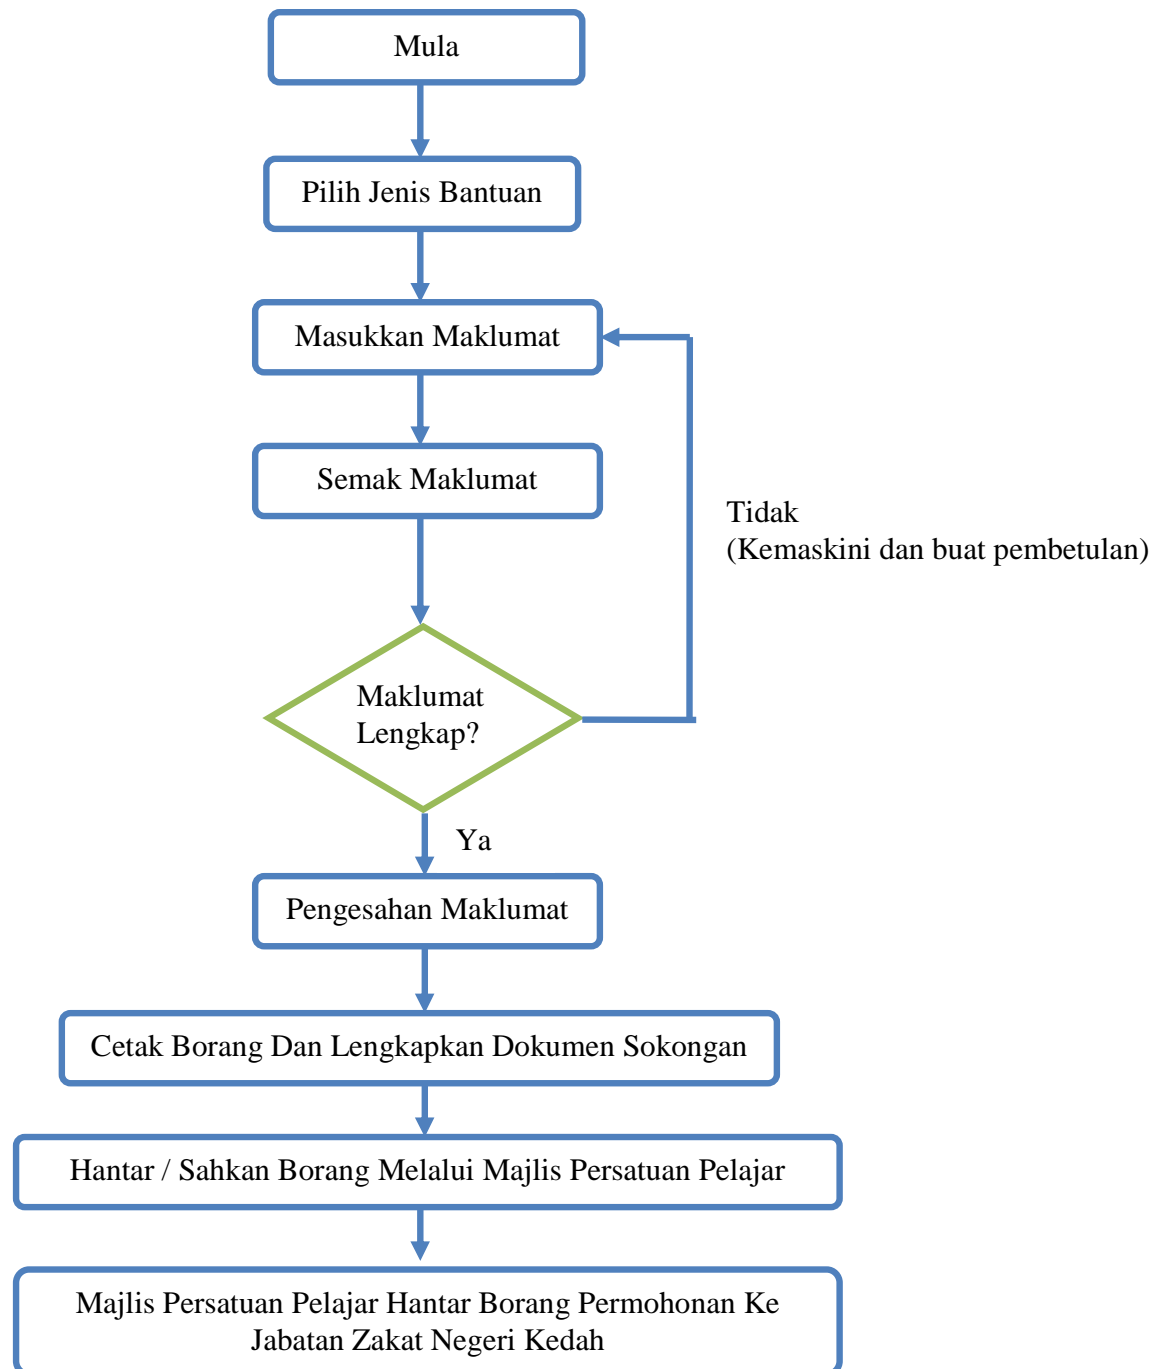 Mula
Pilih Jenis Bantuan
Masukkan Maklumat
Semak Maklumat
Tidak
(Kemaskini dan buat pembetulan)
Maklumat
Lengkap?
Ya
Pengesahan Maklumat
Cetak Borang Dan Lengkapkan Dokumen Sokongan
Hantar / Sahkan Borang Melalui Majlis Persatuan Pelajar
Majlis Persatuan Pelajar Hantar Borang Permohonan Ke
Jabatan Zakat Negeri Kedah